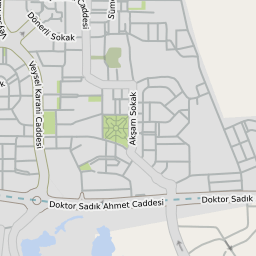 Dönerli Sokak
Caddesi
Veysel Karani Caddesi
Akşam Sokak
Doktor Sadık Ahmet Caddesi
Doktor Sadık